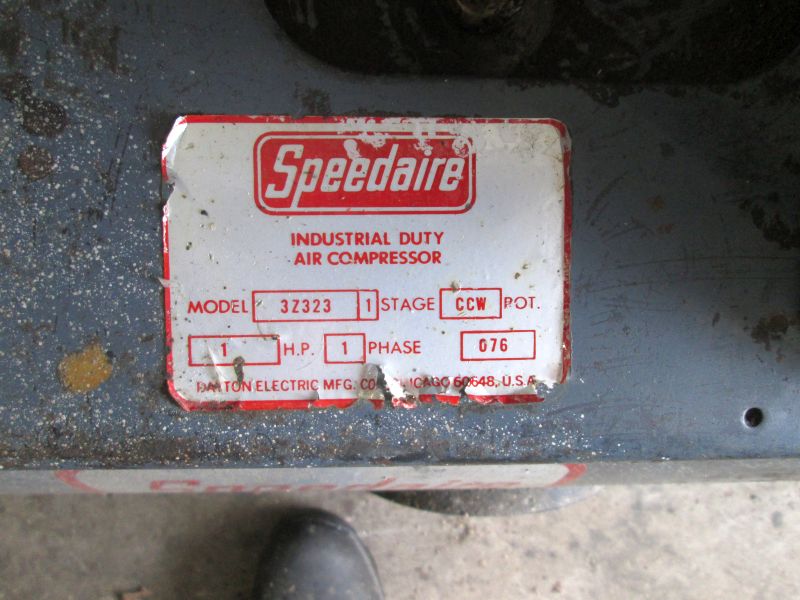 Speedaire
INDUSTRIAL DUTY
AIR COMPRESSOR
MODEL 3Z323 1 STAGE CCW ROT.
1 H.P. 1 PHASE 076
DAYTON ELECTRIC MFG. CO. CHICAGO 60648, U.S.A.
Speedaire